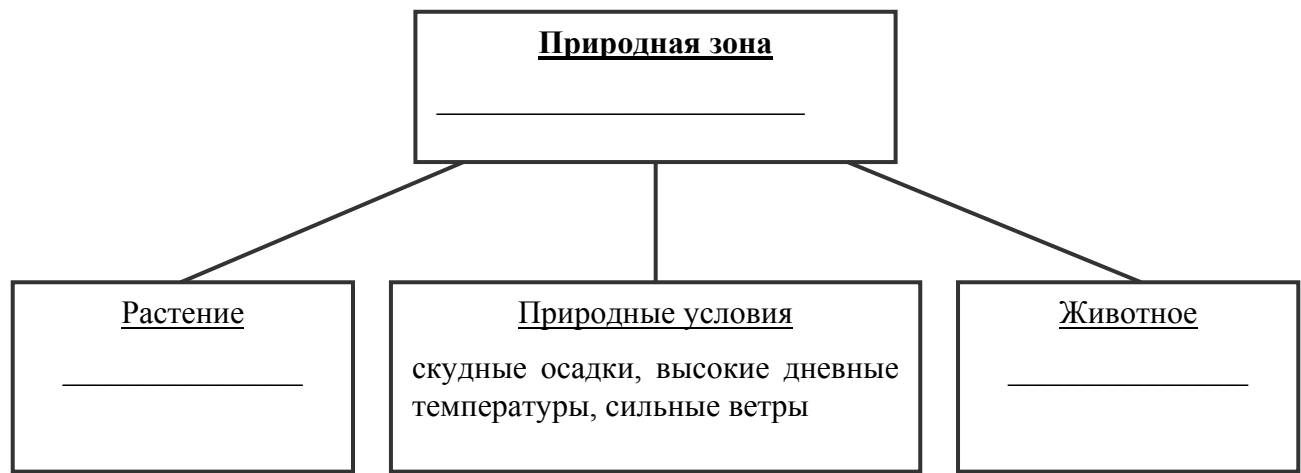 Природная зона
Растение
Природные условия
скудные осадки, высокие дневные
температуры, сильные ветры
Животное